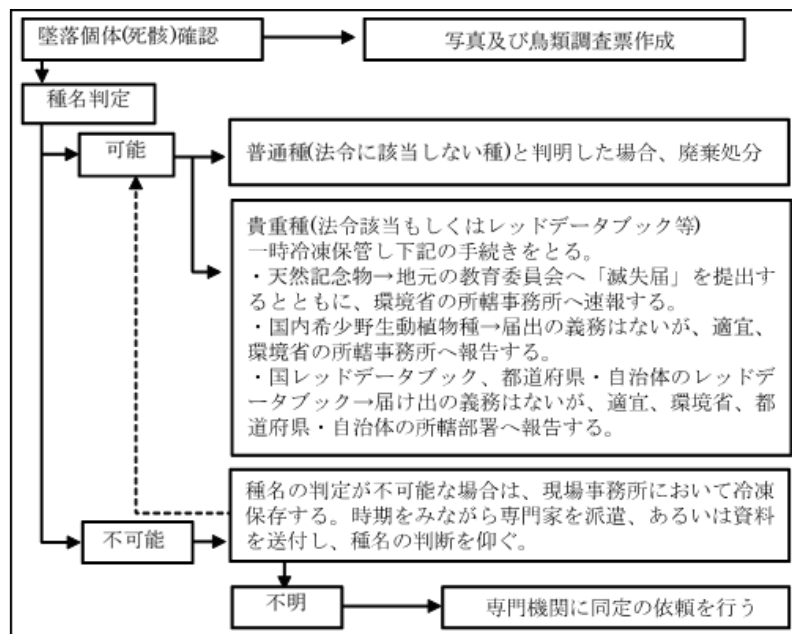 墜落個体(死骸)確認
写真及び鳥類調査票作成
種名判定
可能
普通種(法令に該当しない種)と判明した場合、廃棄処分
貴重種(法令該当もしくはレッドデータブック等)
一時冷凍保管し下記の手続きをとる。
・天然記念物→地元の教育委員会へ「滅失届」を提出す
るとともに、環境省の所轄事務所へ速報する。
・国内希少野生動植物種→届出の義務はないが、適宜、
環境省の所轄事務所へ報告する。
・国レッドデータブック、都道府県・自治体のレッドデ
ータブック→届け出の義務はないが、適宜、環境省、都
道府県・自治体の所轄部署へ報告する。
種名の判定が不可能な場合は、現場事務所において冷凍
保存する。時期をみながら専門家を派遣、あるいは資料
を送付し、種名の判断を仰ぐ。
不可能
不明
専門機関に同定の依頼を行う